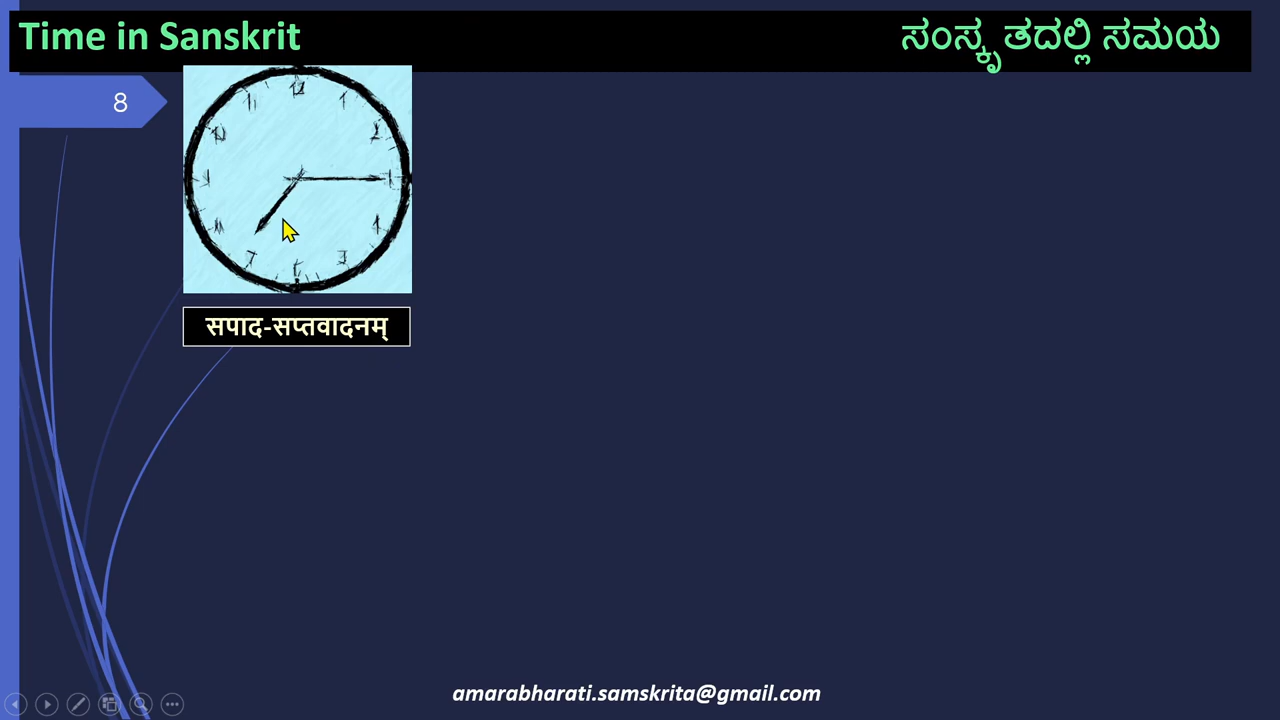 Time in Sanskrit
ಸಂಸ್ಕೃತದಲ್ಲಿ ಸಮಯ
8
सपाद-सप्तवादनम्
amarabharati.samskrita@gmail.com